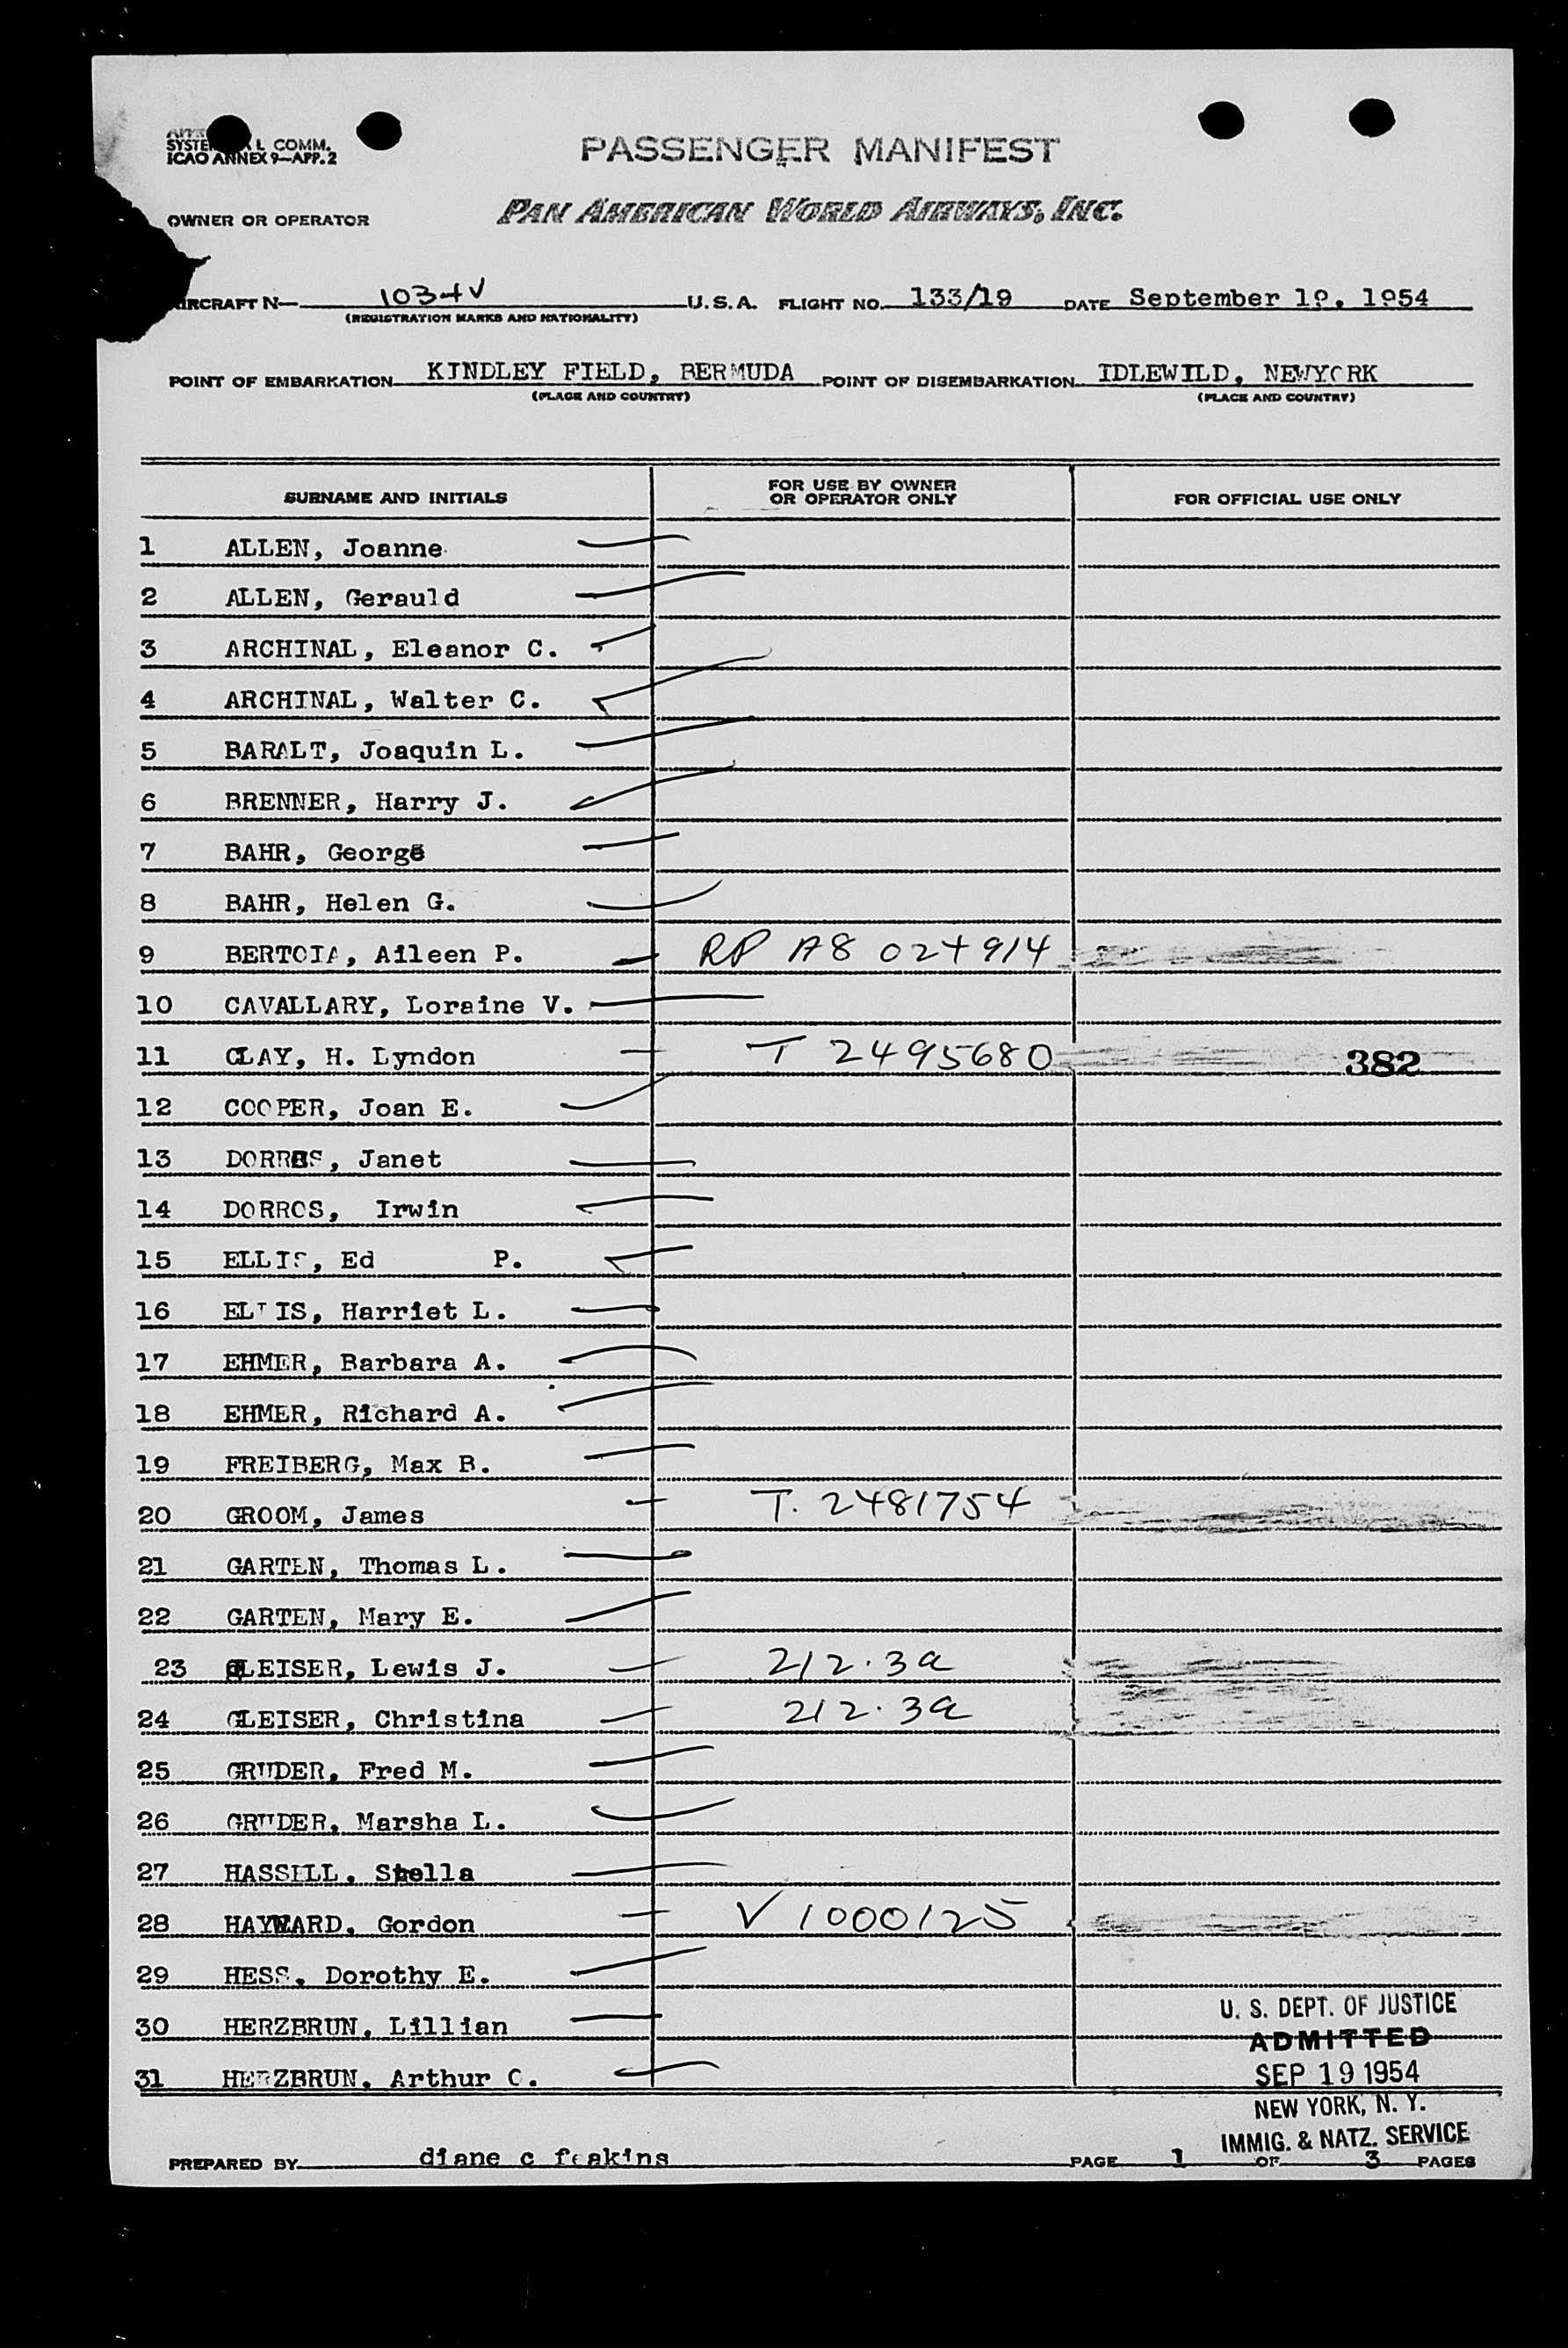 SYSTE L COMM.
ICAO ANNEX 9—APP. 2
PASSENGER MANIFEST
OWNER OR OPERATOR PAN AMERICAN WORLD AIRWAYS, INC.
IRCRAFT N— 1034V U.S.A. FLIGHT NO. 133/19 DATE September 19, 1954
(REGISTRATION MARKS AND NATIONALITY)
POINT OF EMBARKATION KINDLEY FIELD, BERMUDA POINT OF DISEMBARKATION IDLEWILD, NEWYORK
(PLACE AND COUNTRY) (PLACE AND COUNTRY)
SURNAME AND INITIALS FOR USE BY OWNER OR OPERATOR ONLY FOR OFFICIAL USE ONLY
1 ALLEN, Joanne
2 ALLEN, Gerauld
3 ARCHINAL, Eleanor C.
4 ARCHINAL, Walter C.
5 BARALT, Joaquin L.
6 BRENNER, Harry J.
7 BAHR, George
8 BAHR, Helen G.
9 BERTOIA, Aileen P. RP A8 024914
10 CAVALLARY, Loraine V.
11 CLAY, H. Lyndon T 2495680 382
12 COOPER, Joan E.
13 DORROS, Janet
14 DORROS, Irwin
15 ELLIS, Ed P.
16 ELLIS, Harriet L.
17 EHMER, Barbara A.
18 EHMER, Richard A.
19 FREIBERG, Max B.
20 GROOM, James T. 2481754
21 GARTEN, Thomas L.
22 GARTEN, Mary E.
23 GLEISER, Lewis J. 212.3a
24 GLEISER, Christina 212.3a
25 GRUDER, Fred M.
26 GRUDER, Marsha L.
27 HASSELL, Stella
28 HAYWARD, Gordon V 1000125
29 HESS, Dorothy E.
30 HERZBRUN, Lillian
31 HERZBRUN, Arthur C.
U. S. DEPT. OF JUSTICE
ADMITTED
SEP 19 1954
NEW YORK, N. Y.
IMMIG. & NATZ. SERVICE
PREPARED BY diane c feakins PAGE 1 OF 3 PAGES